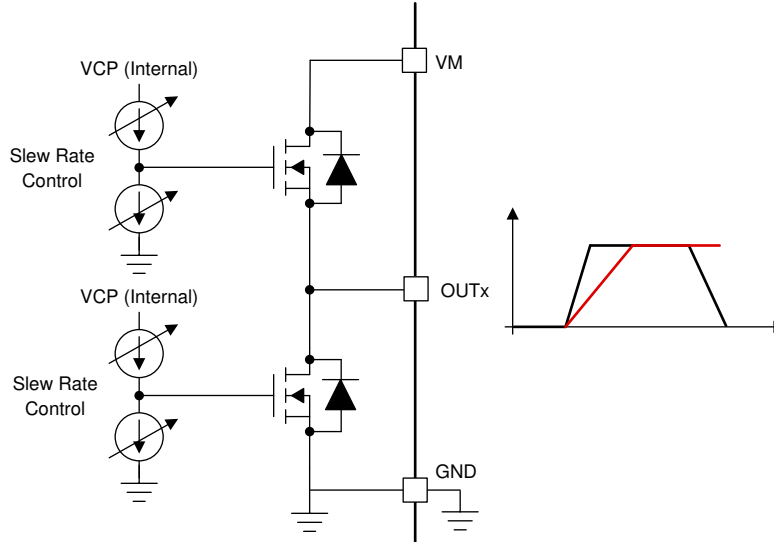 VM
VCP (Internal)
Slew Rate
Control
OUTx
VCP (Internal)
Slew Rate
Control
GND